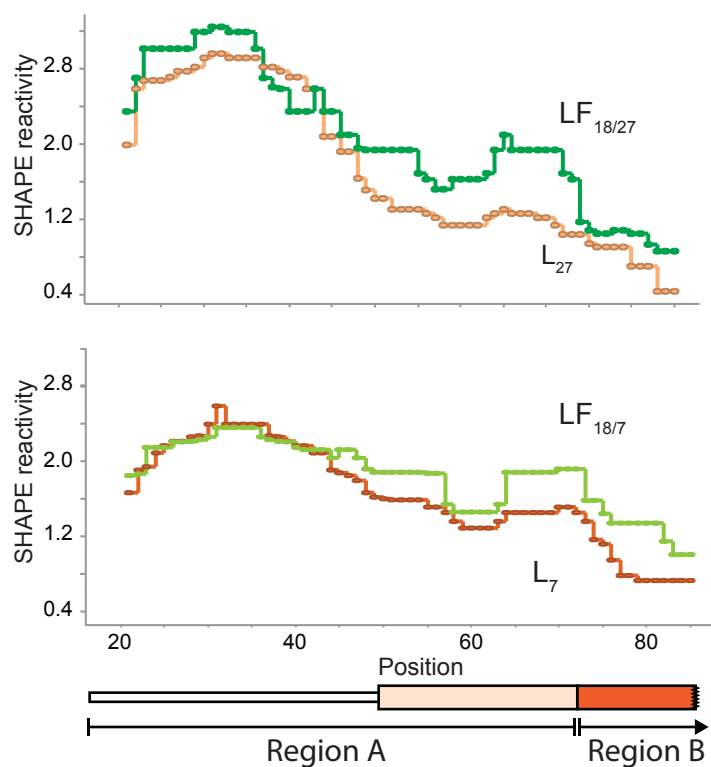 SHAPE reactivity
2.8
2.0
1.2
0.4
LF18/27
L27
SHAPE reactivity
2.8
2.0
1.2
0.4
LF18/7
L7
20 40 60 80
Position
Region A Region B